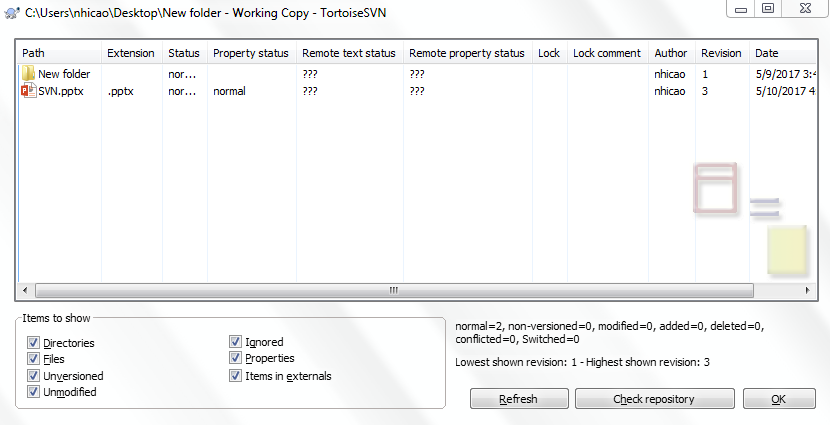 C:\Users\nhicao\Desktop\New folder - Working Copy - TortoiseSVN
Path Extension Status Property status Remote text status Remote property status Lock Lock comment Author Revision Date
New folder nor... ??? ??? nhicao 1 5/9/2017 3:4
SVN.pptx .pptx nor... normal ??? ??? nhicao 3 5/10/2017 4
Items to show
Directories
Files
Unversioned
Unmodified
Ignored
Properties
Items in externals
normal=2, non-versioned=0, modified=0, added=0, deleted=0,
conflicted=0, Switched=0
Lowest shown revision: 1 - Highest shown revision: 3
Refresh Check repository OK